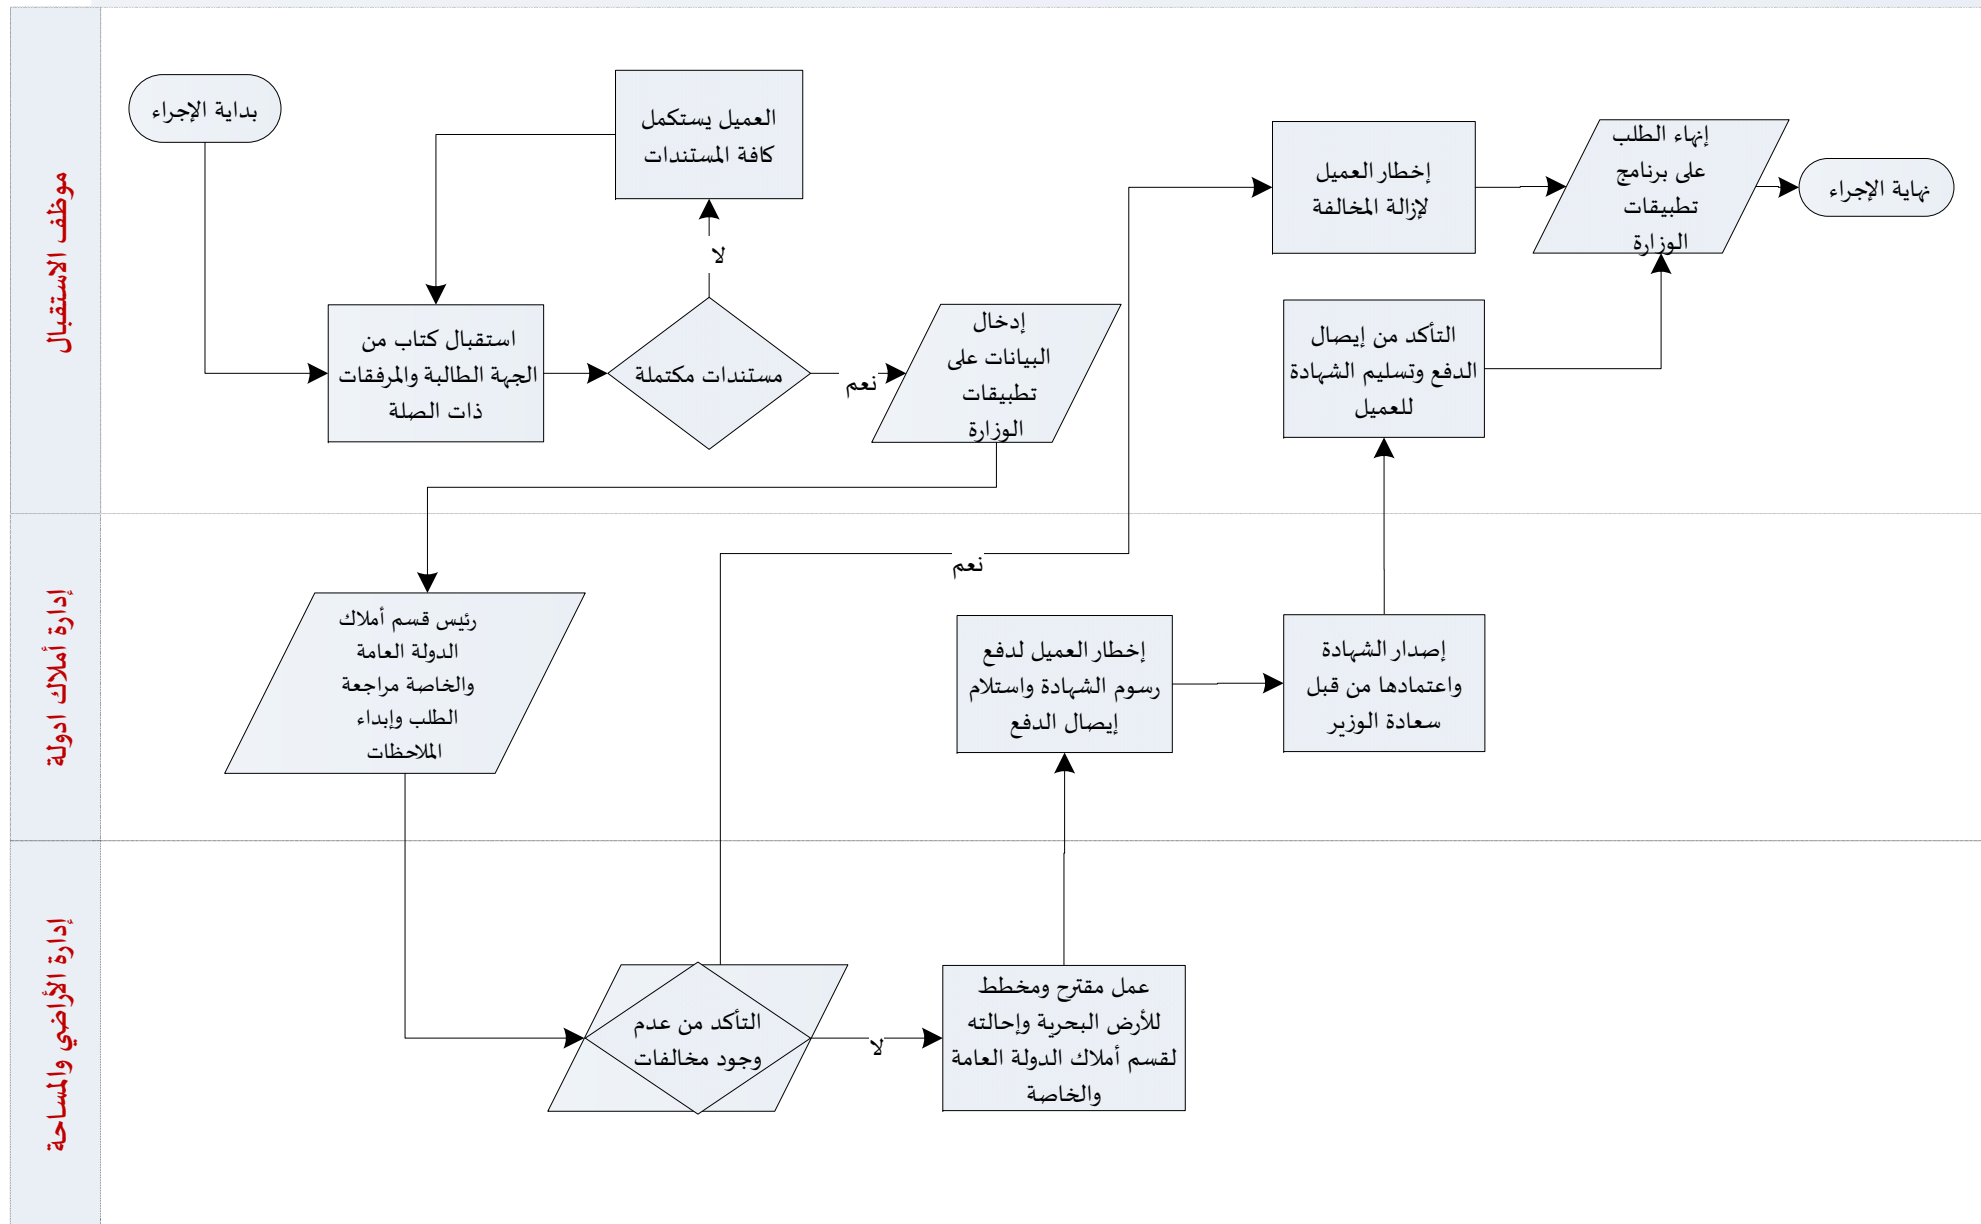 موظف الاستقبال
بداية الإجراء
العميل يستكمل
كافة المستندات
لا
استقبال كتاب من
الجهة الطالبة والمرفقات
ذات الصلة
مستندات مكتملة
نعم
إدخال
البيانات على
تطبيقات
الوزارة
إخطار العميل
لإزالة المخالفة
إنهاء الطلب
على برنامج
تطبيقات
الوزارة
نهاية الإجراء
التأكد من إيصال
الدفع وتسليم الشهادة
للعميل
إدارة أملاك ادولة
رئيس قسم أملاك
الدولة العامة
والخاصة مراجعة
الطلب وإبداء
الملاحظات
نعم
إخطار العميل لدفع
رسوم الشهادة واستلام
إيصال الدفع
إصدار الشهادة
واعتمادها من قبل
سعادة الوزير
إدارة الأراضي والمساحة
التأكد من عدم
وجود مخالفات
لا
عمل مقترح ومخطط
للأرض البحرية وإحالته
لقسم أملاك الدولة العامة
والخاصة